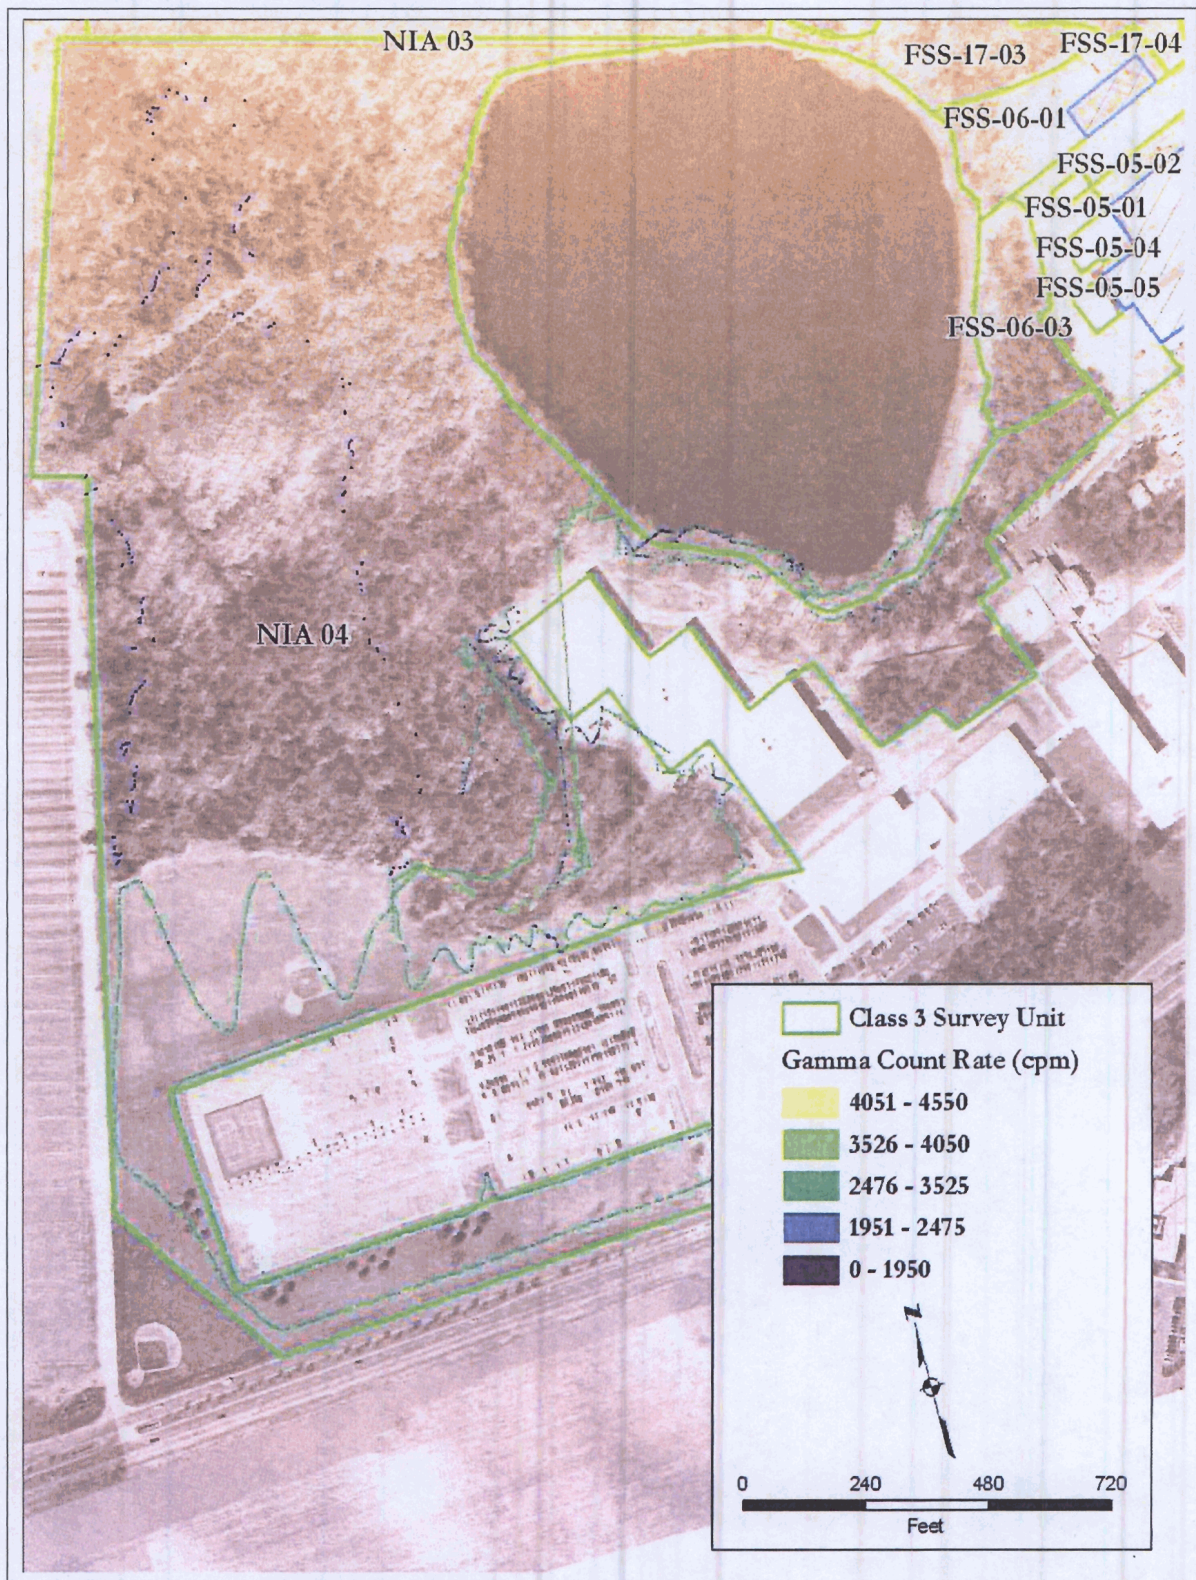 NIA 03
FSS-17-03
FSS-17-04
FSS-06-01
FSS-05-02
FSS-05-01
FSS-05-04
FSS-05-05
FSS-06-03
NIA 04
Class 3 Survey Unit
Gamma Count Rate (cpm)
4051 - 4550
3526 - 4050
2476 - 3525
1951 - 2475
0 - 1950
N
0 240 480 720
Feet